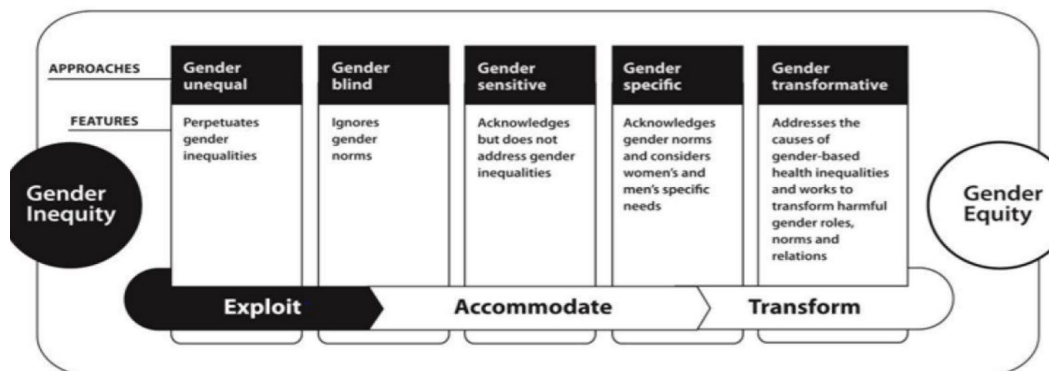 APPROACHES
Gender
unequal
Gender
blind
Gender
sensitive
Gender
specific
Gender
transformative
FEATURES
Perpetuates
gender
inequalities
Ignores
gender
norms
Acknowledges
but does not
address gender
inequalities
Acknowledges
gender norms
and considers
women's and
men's specific
needs
Addresses the
causes of
gender-based
health inequalities
and works to
transform harmful
gender roles,
norms and
relations
Gender
Inequity
Gender
Equity
Exploit
Accommodate
Transform